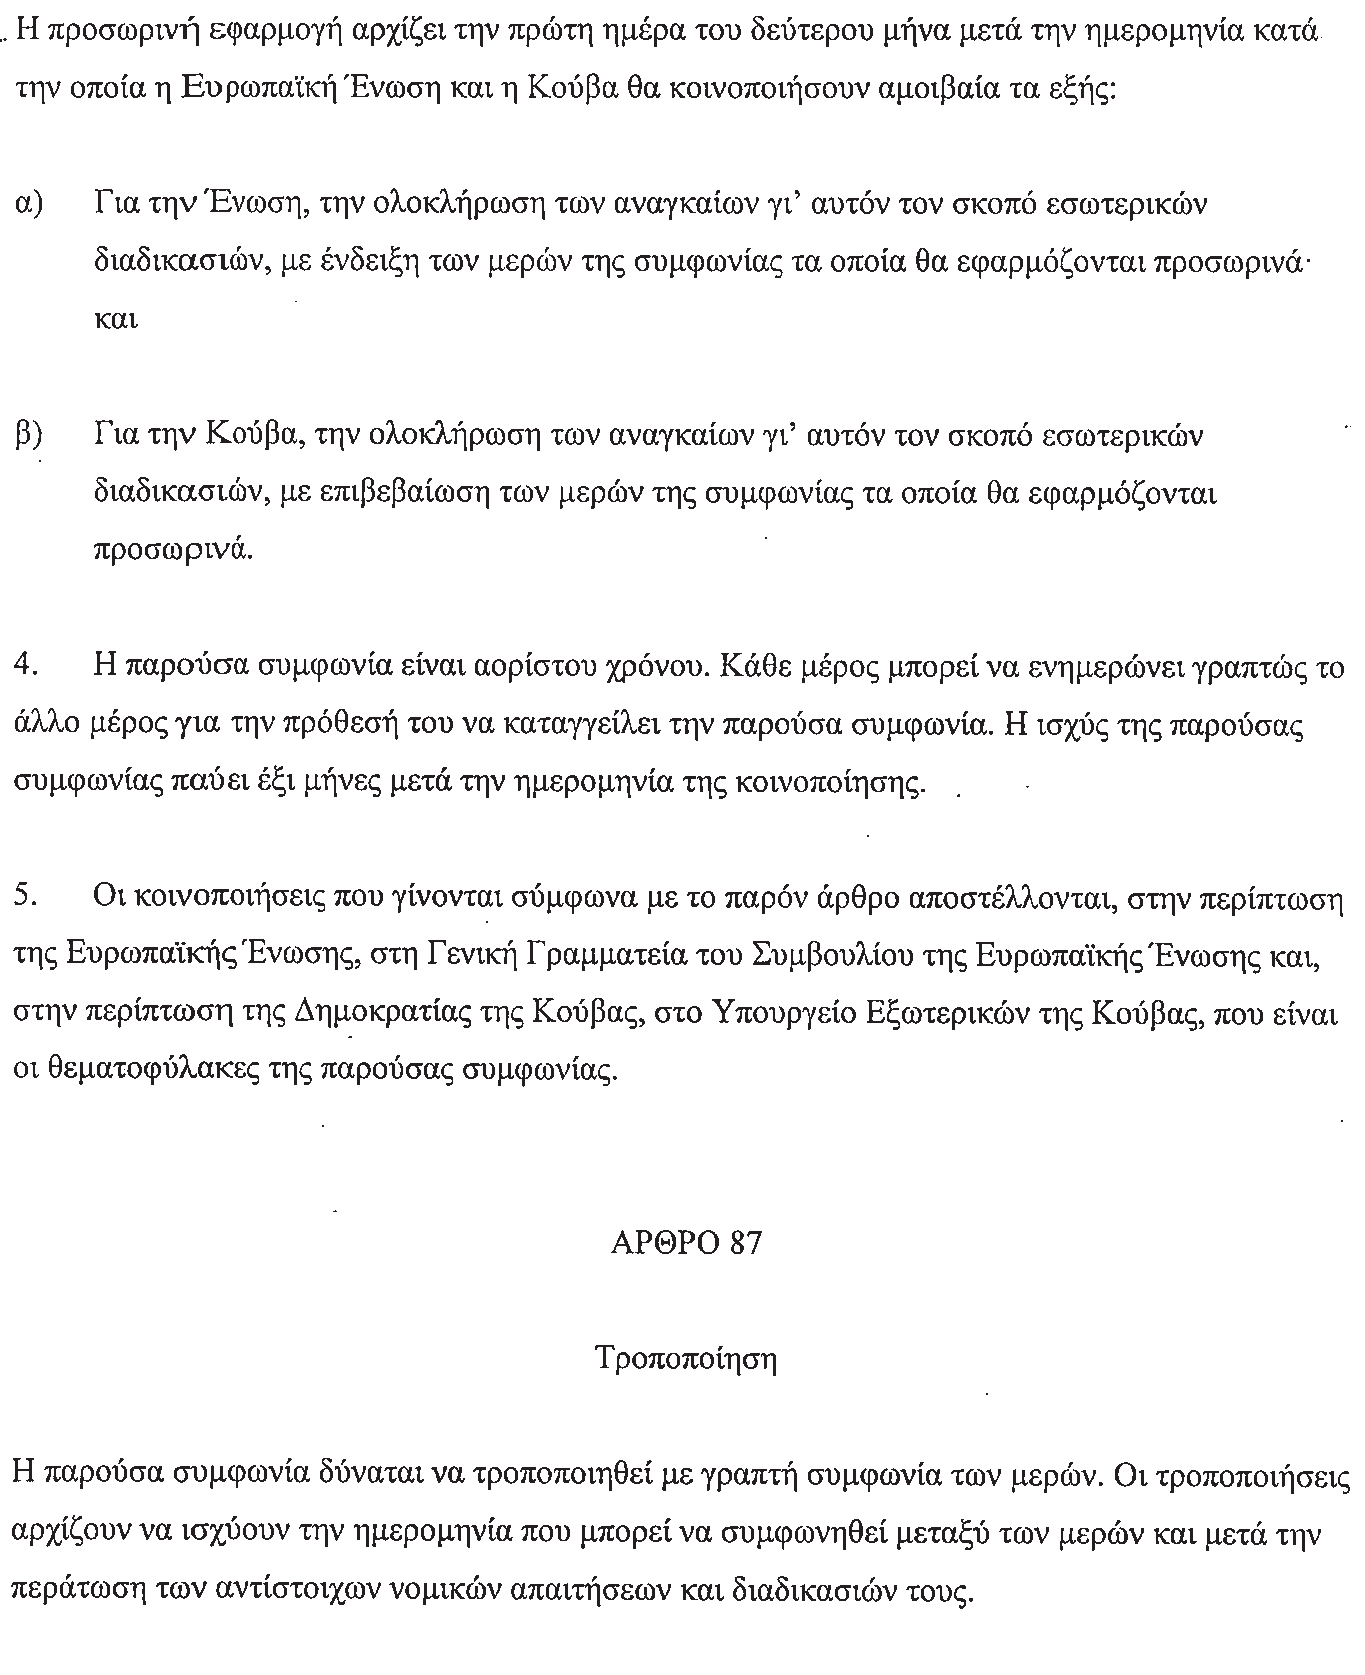 Η προσωρινή εφαρμογή αρχίζει την πρώτη ημέρα του δεύτερου μήνα μετά την ημερομηνία κατά
την οποία η Ευρωπαϊκή Ένωση και η Κούβα θα κοινοποιήσουν αμοιβαία τα εξής:
α) Για την Ένωση, την ολοκλήρωση των αναγκαίων γι’ αυτόν τον σκοπό εσωτερικών
διαδικασιών, με ένδειξη των μερών της συμφωνίας τα οποία θα εφαρμόζονται προσωρινά·
και
β) Για την Κούβα, την ολοκλήρωση των αναγκαίων γι’ αυτόν τον σκοπό εσωτερικών
διαδικασιών, με επιβεβαίωση των μερών της συμφωνίας τα οποία θα εφαρμόζονται
προσωρινά.
4. Η παρούσα συμφωνία είναι αορίστου χρόνου. Κάθε μέρος μπορεί να ενημερώνει γραπτώς το
άλλο μέρος για την πρόθεσή του να καταγγείλει την παρούσα συμφωνία. Η ισχύς της παρούσας
συμφωνίας παύει έξι μήνες μετά την ημερομηνία της κοινοποίησης.
5. Οι κοινοποιήσεις που γίνονται σύμφωνα με το παρόν άρθρο αποστέλλονται, στην περίπτωση
της Ευρωπαϊκής Ένωσης, στη Γενική Γραμματεία του Συμβουλίου της Ευρωπαϊκής Ένωσης και,
στην περίπτωση της Δημοκρατίας της Κούβας, στο Υπουργείο Εξωτερικών της Κούβας, που είναι
οι θεματοφύλακες της παρούσας συμφωνίας.
ΑΡΘΡΟ 87
Τροποποίηση
Η παρούσα συμφωνία δύναται να τροποποιηθεί με γραπτή συμφωνία των μερών. Οι τροποποιήσεις
αρχίζουν να ισχύουν την ημερομηνία που μπορεί να συμφωνηθεί μεταξύ των μερών και μετά την
περάτωση των αντίστοιχων νομικών απαιτήσεων και διαδικασιών τους.